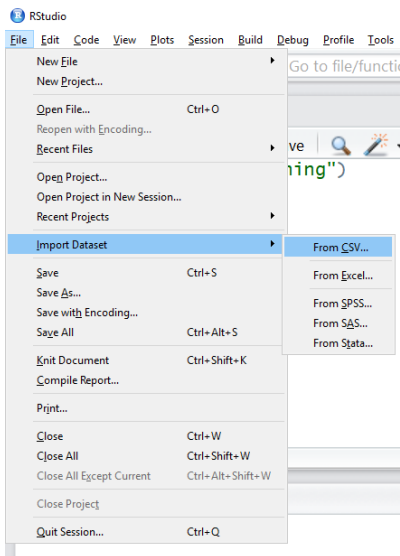 RStudio
File Edit Code View Plots Session Build Debug Profile Tools
New File
New Project...
Go to file/functi
Open File... Ctrl+O
Reopen with Encoding...
Recent Files
ve
ning")
Open Project...
Open Project in New Session...
Recent Projects
Import Dataset
From CSV...
From Excel...
From SPSS...
From SAS...
From Stata...
Save Ctrl+S
Save As...
Save with Encoding...
Save All Ctrl+Alt+S
Knit Document Ctrl+Shift+K
Compile Report...
Print...
Close Ctrl+W
Close All Ctrl+Shift+W
Close All Except Current Ctrl+Alt+Shift+W
Close Project
Quit Session... Ctrl+Q